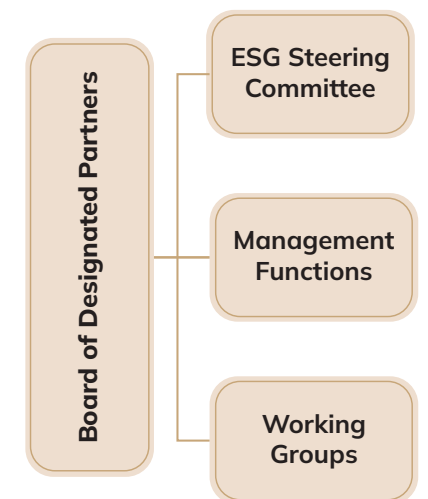 Board of Designated Partners
ESG Steering
Committee
Management
Functions
Working
Groups